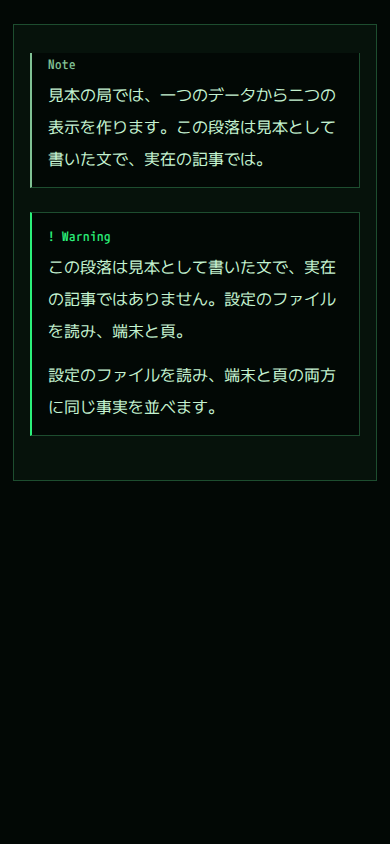 Note
見本の局では、一つのデータから二つの
表示を作ります。この段落は見本として
書いた文で、実在の記事では。
! Warning
この段落は見本として書いた文で、実在
の記事ではありません。設定のファイル
を読み、端末と頁。
設定のファイルを読み、端末と頁の両方
に同じ事実を並べます。